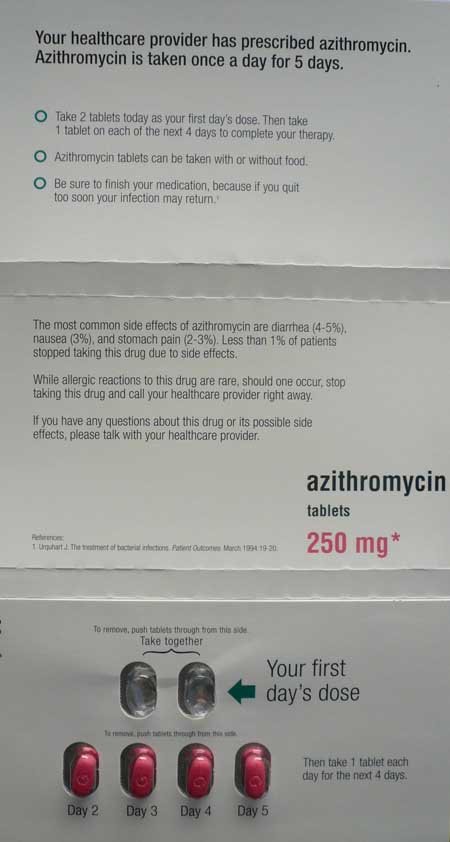 Your healthcare provider has prescribed azithromycin.
Azithromycin is taken once a day for 5 days.
Take 2 tablets today as your first day's dose. Then take
1 tablet on each of the next 4 days to complete your therapy.
Azithromycin tablets can be taken with or without food.
Be sure to finish your medication, because if you quit
too soon your infection may return.¹
The most common side effects of azithromycin are diarrhea (4-5%),
nausea (3%), and stomach pain (2-3%). Less than 1% of patients
stopped taking this drug due to side effects.
While allergic reactions to this drug are rare, should one occur, stop
taking this drug and call your healthcare provider right away.
If you have any questions about this drug or its possible side
effects, please talk with your healthcare provider.
azithromycin
tablets
250 mg*
References:
1. Urquhart J. The treatment of bacterial infections. Patient Outcomes. March 1994:19-20.
To remove, push tablets through from this side.
Take together
Your first
day's dose
To remove, push tablets through from this side.
Then take 1 tablet each
day for the next 4 days.
G G G G
Day 2 Day 3 Day 4 Day 5